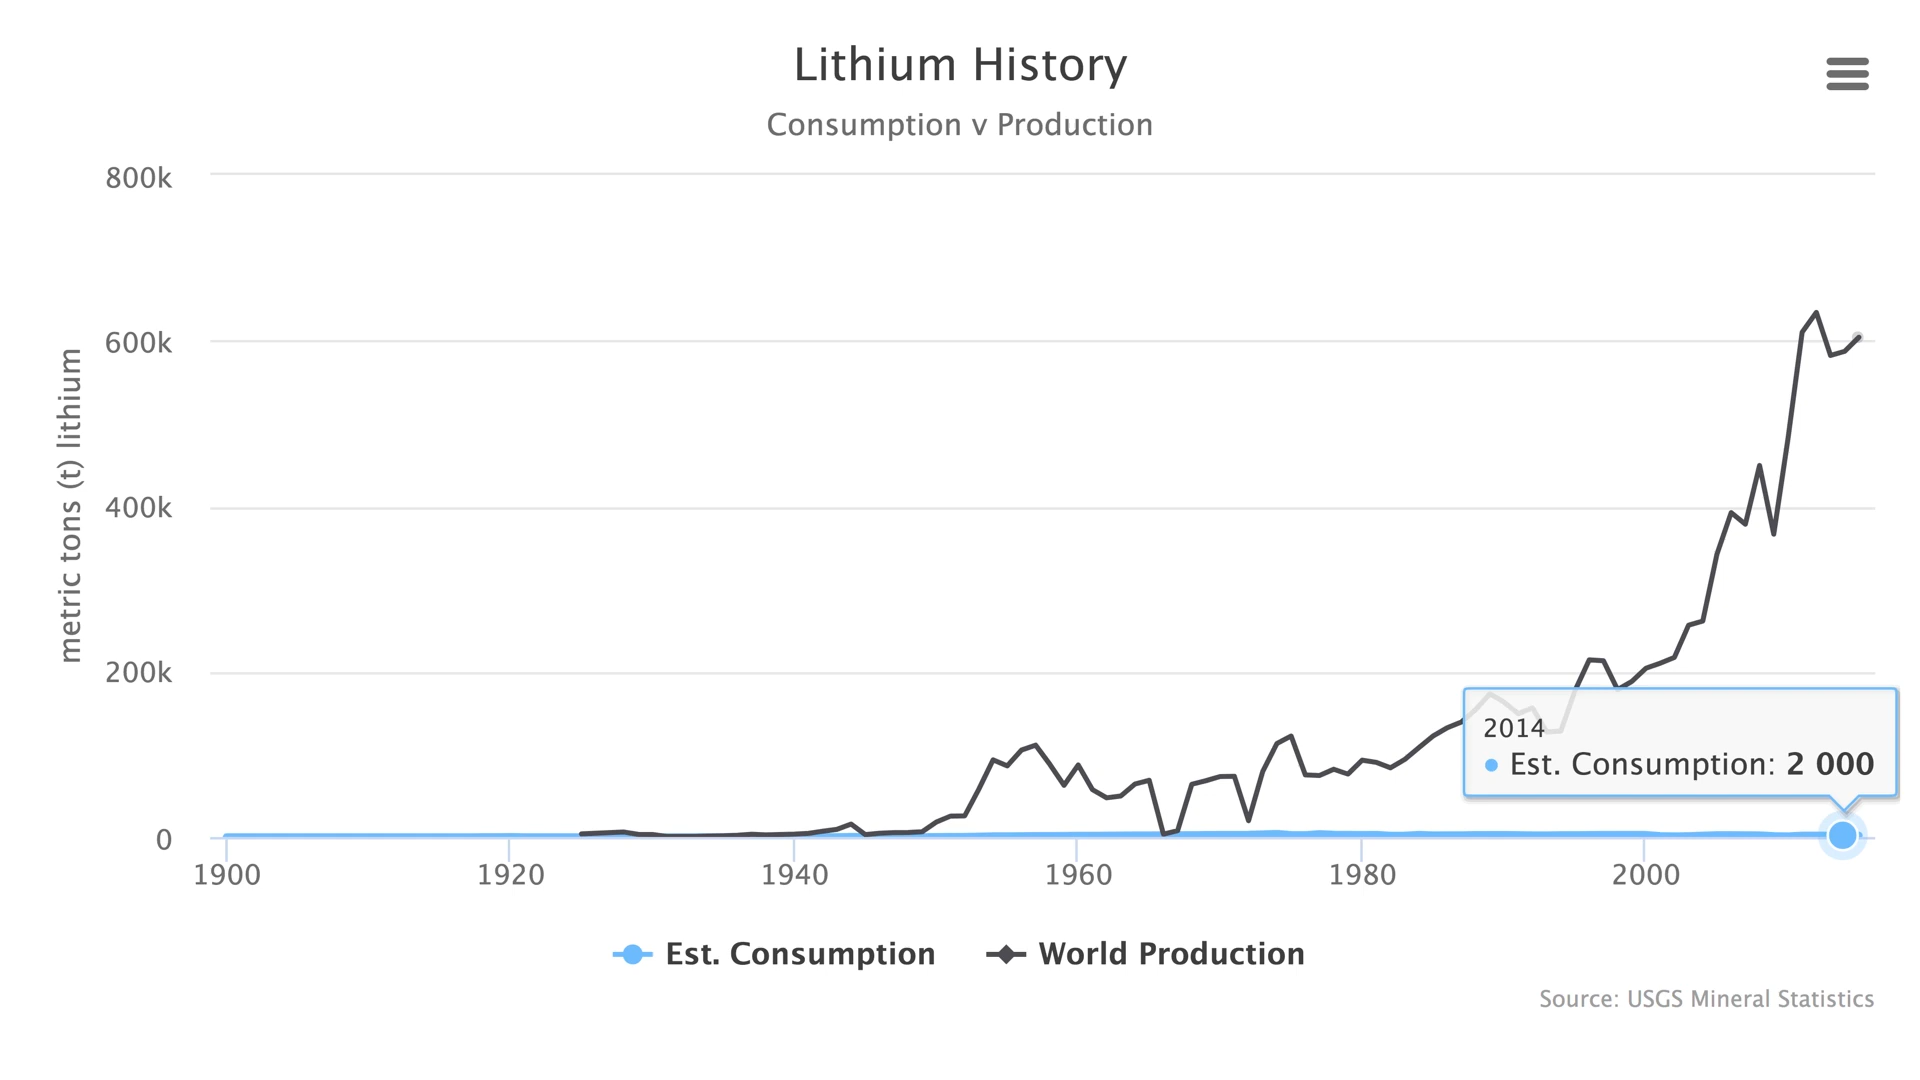 Lithium History
Consumption v Production
metric tons (t) lithium
800k
600k
400k
200k
0
2014
Est. Consumption: 2 000
1900 1920 1940 1960 1980 2000
Est. Consumption World Production
Source: USGS Mineral Statistics